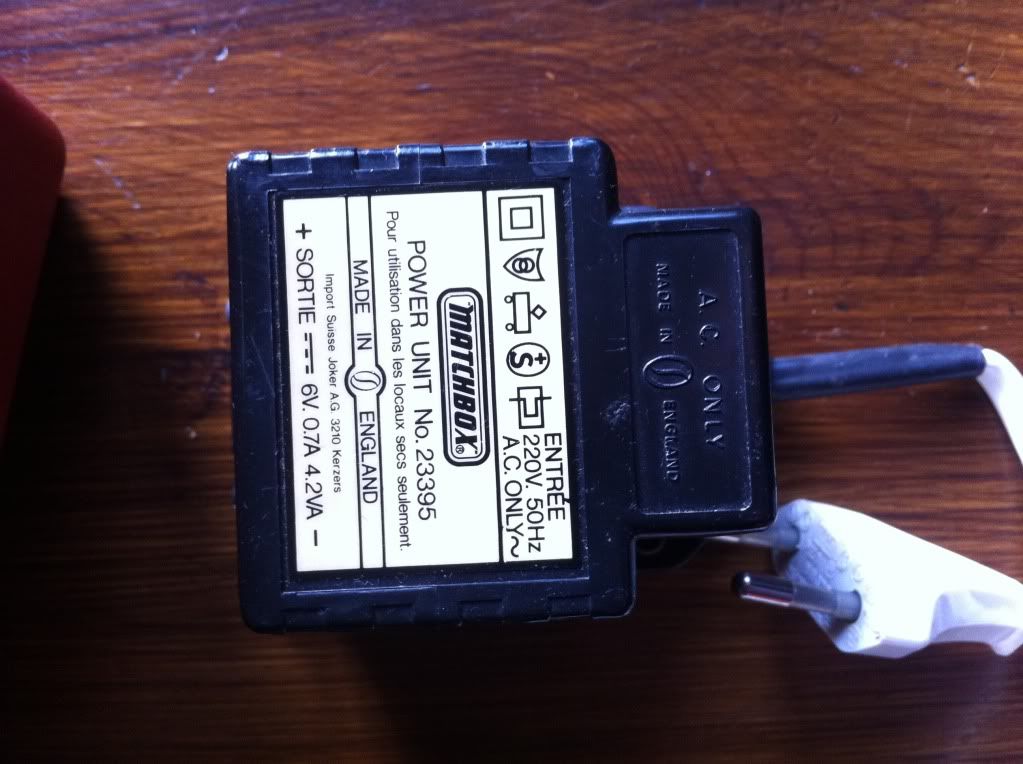 ENTRÉE
220V. 50Hz
A.C. ONLY~
MATCHBOX®
POWER UNIT No. 23395
Pour utilisation dans les locaux secs seulement.
MADE IN ENGLAND
Import Suisse Joker A.G. 3210 Kerzers
+ SORTIE ⎓ 6V. 0.7A 4.2VA −
A.C. ONLY
MADE IN ENGLAND